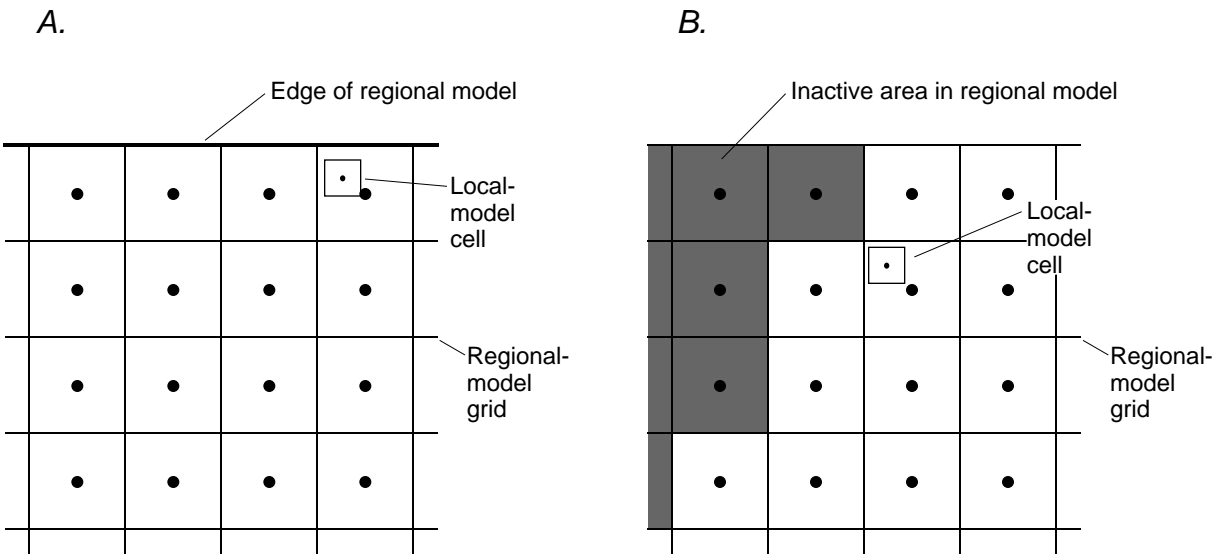 A.
Edge of regional model
Local-
model
cell
Regional-
model
grid
B.
Inactive area in regional model
Local-
model
cell
Regional-
model
grid